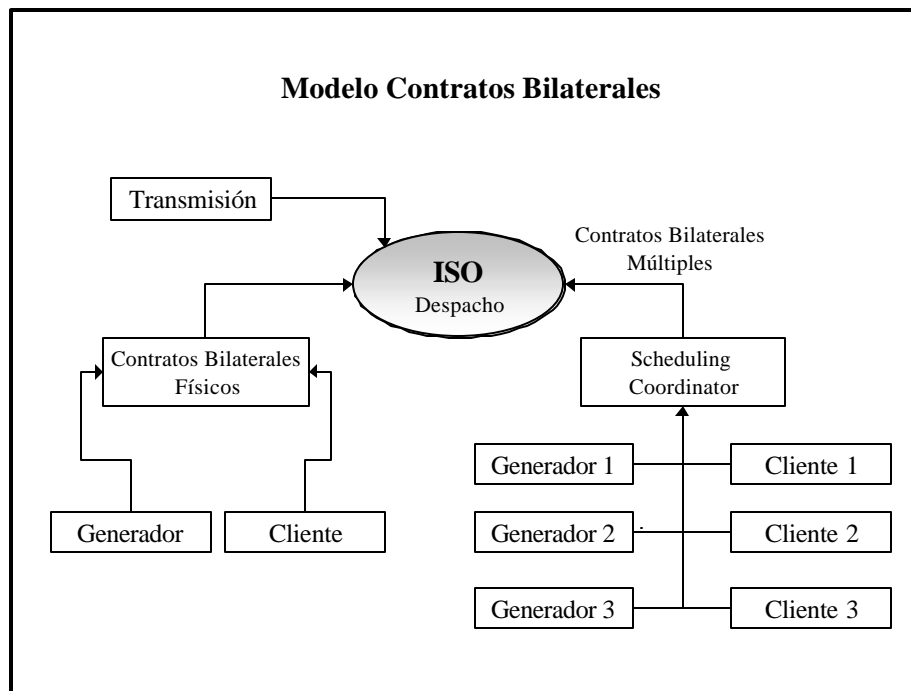 Modelo Contratos Bilaterales
Transmisión
ISO
Despacho
Contratos Bilaterales
Múltiples
Contratos Bilaterales
Físicos
Scheduling
Coordinator
Generador
Cliente
Generador 1
Cliente 1
Generador 2
Cliente 2
Generador 3
Cliente 3